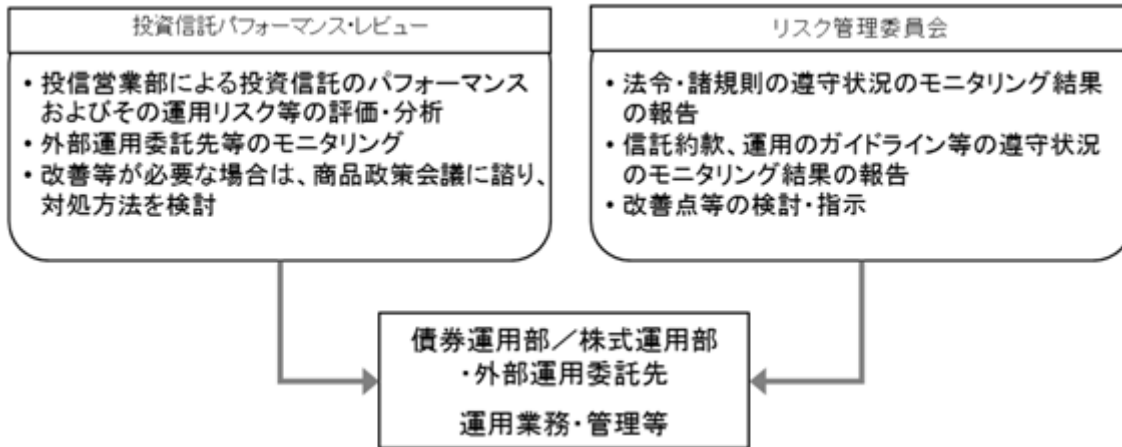 投資信託パフォーマンス・レビュー
・投信営業部による投資信託のパフォーマンス
およびその運用リスク等の評価・分析
・外部運用委託先等のモニタリング
・改善等が必要な場合は、商品政策会議に諮り、
対処方法を検討
リスク管理委員会
・法令・諸規則の遵守状況のモニタリング結果
の報告
・信託約款、運用のガイドライン等の遵守状況
のモニタリング結果の報告
・改善点等の検討・指示
債券運用部／株式運用部
・外部運用委託先
運用業務・管理等